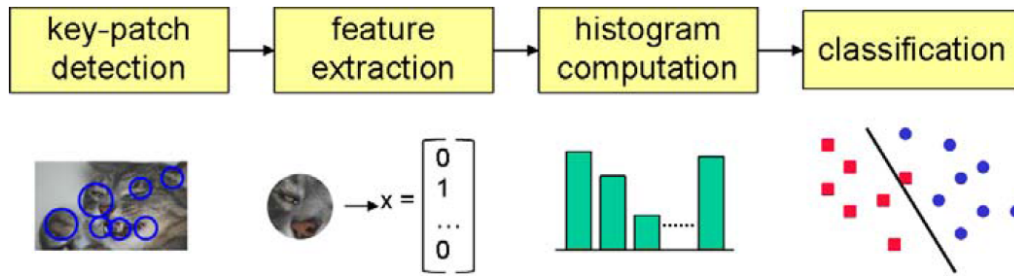 key-patch
detection
feature
extraction
histogram
computation
classification
x =
0
1
...
0
......